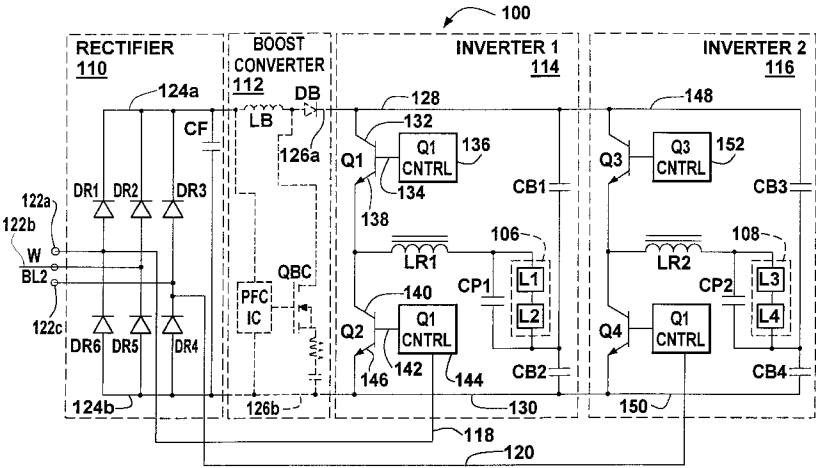 100
RECTIFIER
110
BOOST
CONVERTER
112
INVERTER 1
114
INVERTER 2
116
124a
DB
LB
CF
126a
128
148
132
Q1
Q1
CNTRL
136
134
138
Q3
Q3
CNTRL
152
CB1
CB3
DR1
DR2
DR3
122a
122b
W
BL2
122c
106
108
LR1
LR2
L1
L2
L3
L4
CP1
CP2
PFC
IC
QBC
140
Q2
Q1
CNTRL
142
144
146
Q4
Q1
CNTRL
DR6
DR5
DR4
CB2
CB4
124b
126b
130
150
118
120